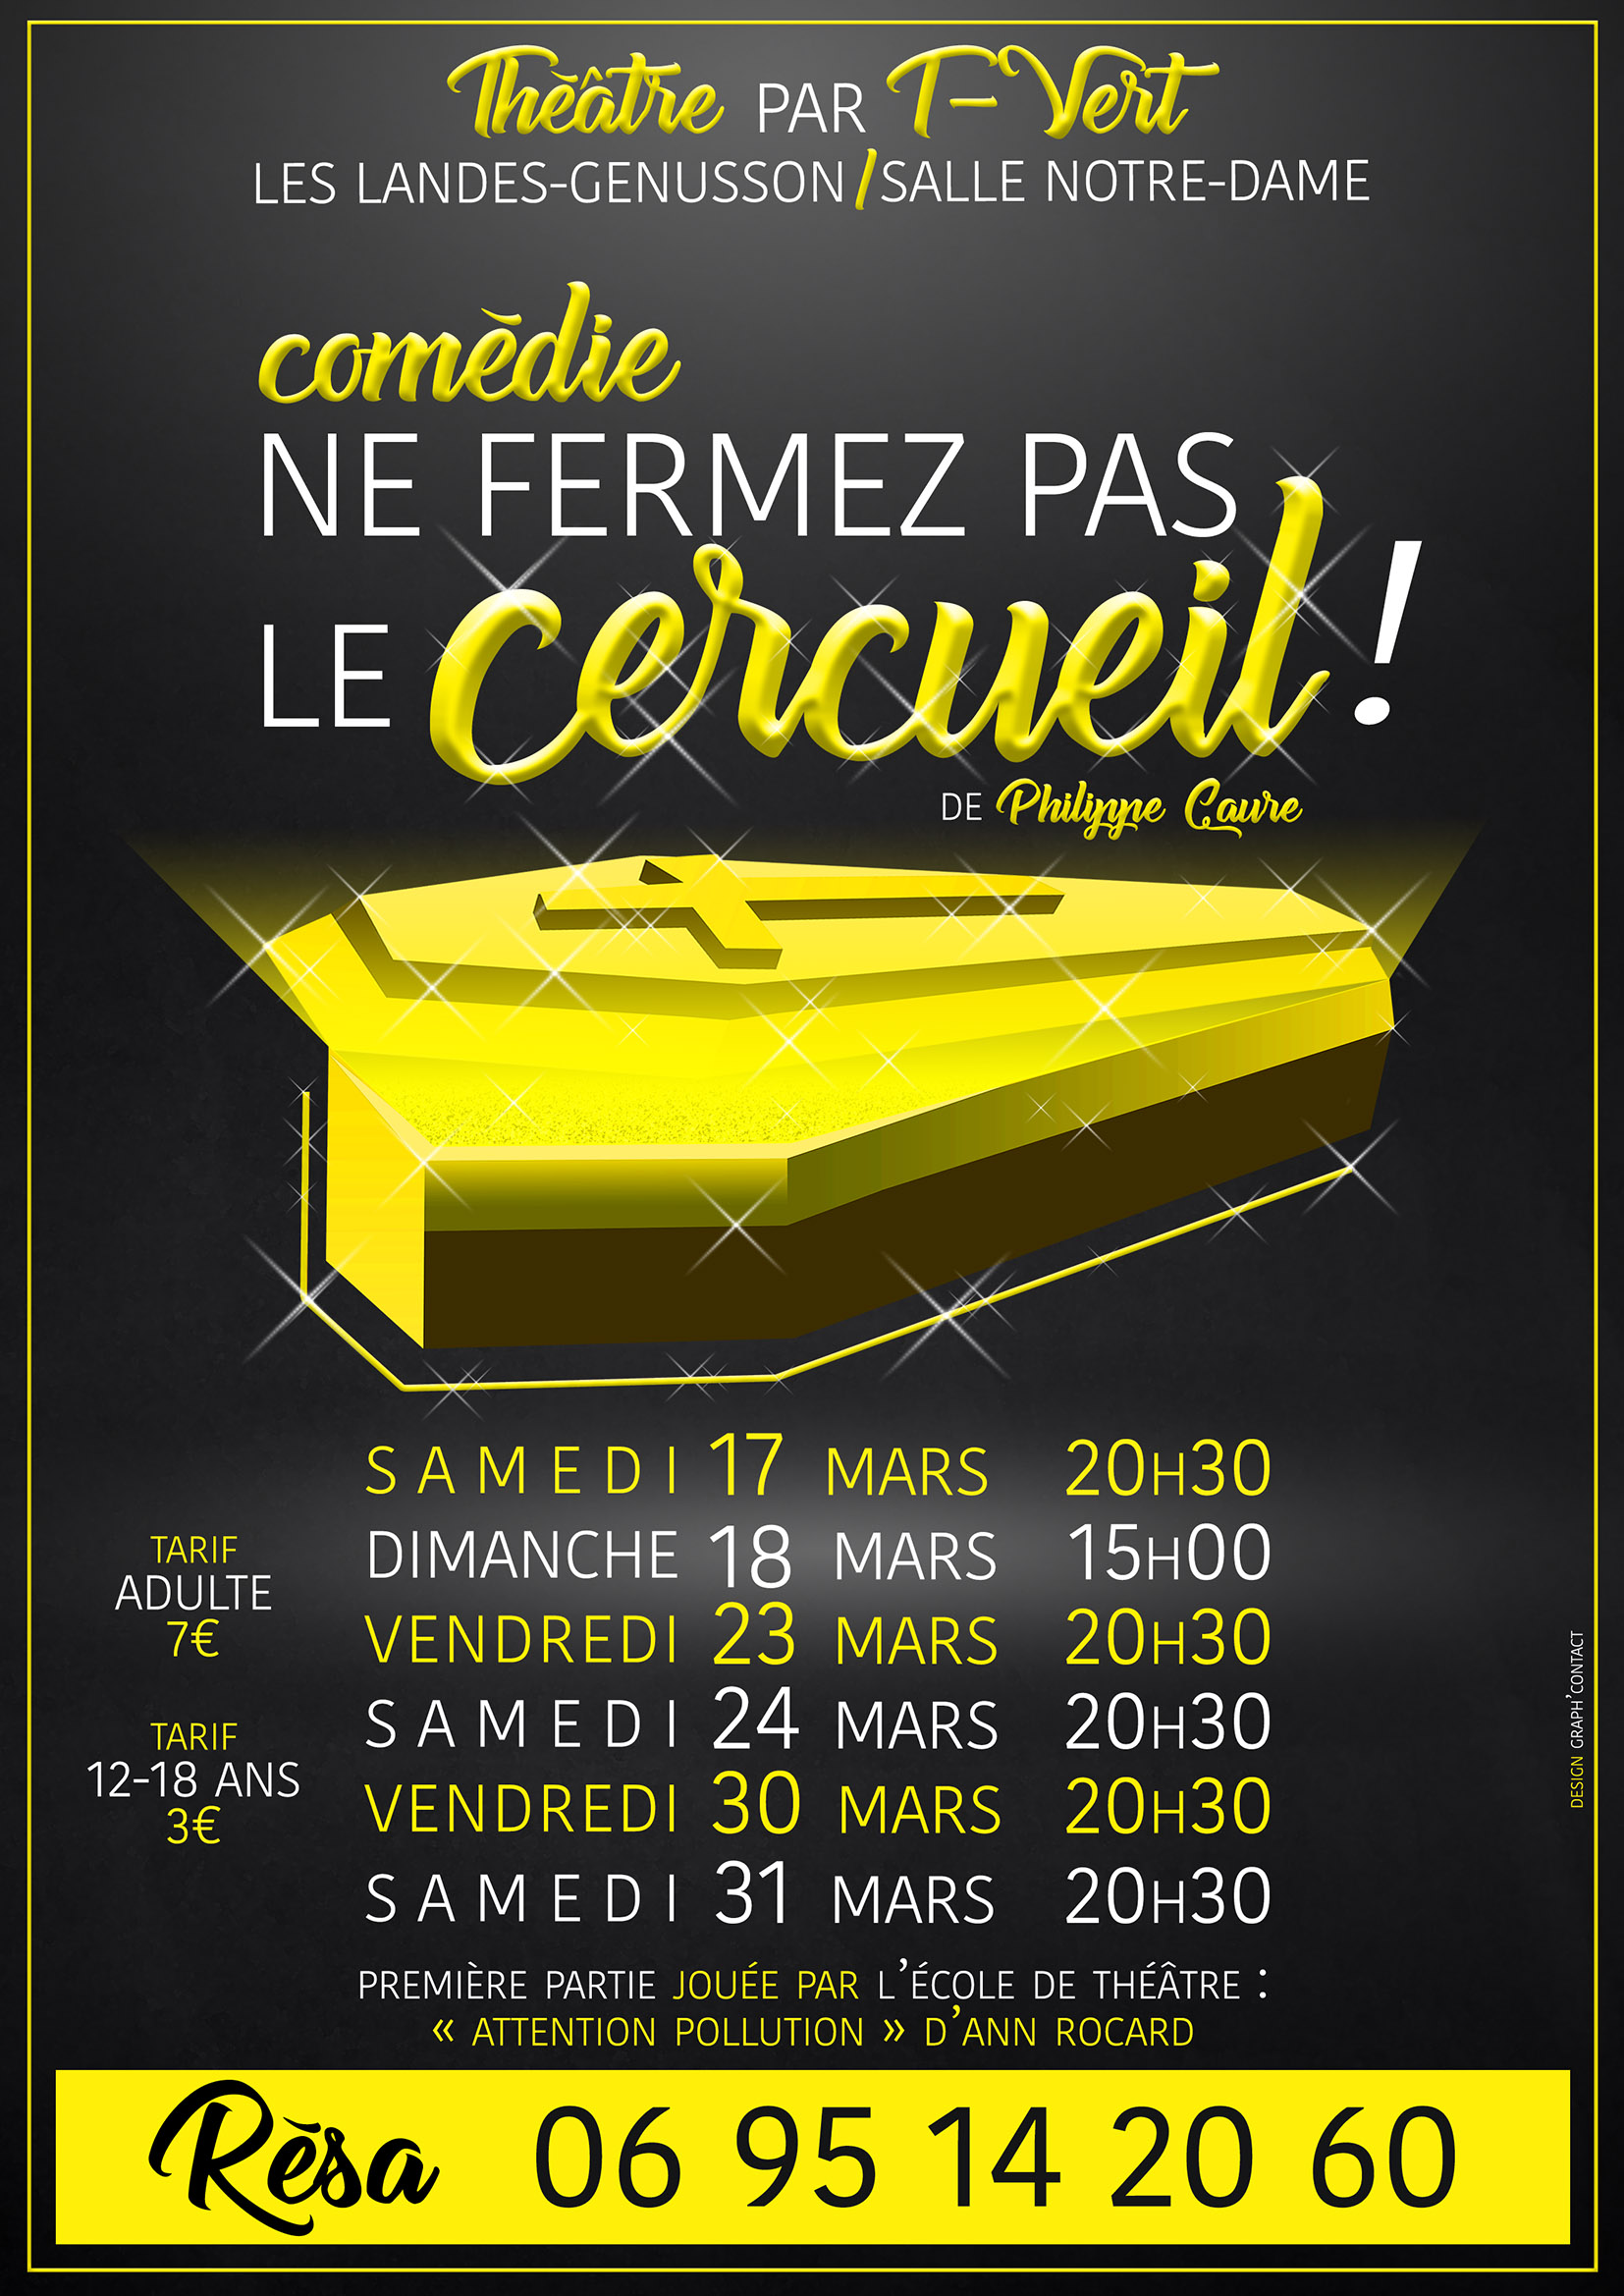 Théâtre PAR T-Vert
LES LANDES-GENUSSON/SALLE NOTRE-DAME
comédie
NE FERMEZ PAS
LE cercueil !
DE Philippe Caure
SAMEDI 17 MARS 20H30
DIMANCHE 18 MARS 15H00
VENDREDI 23 MARS 20H30
SAMEDI 24 MARS 20H30
VENDREDI 30 MARS 20H30
SAMEDI 31 MARS 20H30
TARIF
ADULTE
7€
TARIF
12-18 ANS
3€
DESIGN GRAPH'CONTACT
PREMIÈRE PARTIE JOUÉE PAR L'ÉCOLE DE THÉÂTRE :
« ATTENTION POLLUTION » D'ANN ROCARD
Résa 06 95 14 20 60